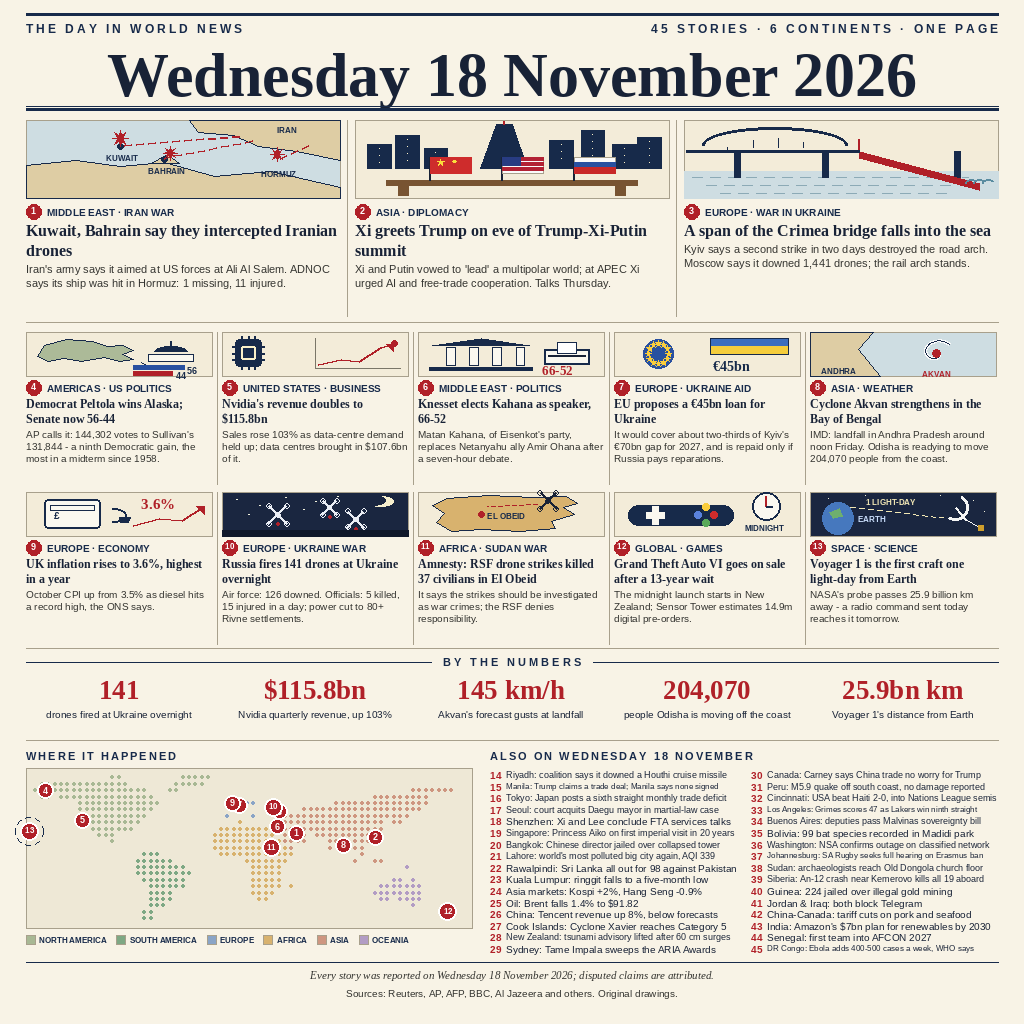 THE DAY IN WORLD NEWS
45 STORIES · 6 CONTINENTS · ONE PAGE
Wednesday 18 November 2026
IRAN
KUWAIT
BAHRAIN
HORMUZ
1 MIDDLE EAST · IRAN WAR
Kuwait, Bahrain say they intercepted Iranian
drones
Iran's army says it aimed at US forces at Ali Al Salem. ADNOC
says its ship was hit in Hormuz: 1 missing, 11 injured.
2 ASIA · DIPLOMACY
Xi greets Trump on eve of Trump-Xi-Putin
summit
Xi and Putin vowed to 'lead' a multipolar world; at APEC Xi
urged AI and free-trade cooperation. Talks Thursday.
3 EUROPE · WAR IN UKRAINE
A span of the Crimea bridge falls into the sea
Kyiv says a second strike in two days destroyed the road arch.
Moscow says it downed 1,441 drones; the rail arch stands.
56
44
4 AMERICAS · US POLITICS
Democrat Peltola wins Alaska;
Senate now 56-44
AP calls it: 144,302 votes to Sullivan's
131,844 - a ninth Democratic gain, the
most in a midterm since 1958.
5 UNITED STATES · BUSINESS
Nvidia's revenue doubles to
$115.8bn
Sales rose 103% as data-centre demand
held up; data centres brought in $107.6bn
of it.
66-52
6 MIDDLE EAST · POLITICS
Knesset elects Kahana as speaker,
66-52
Matan Kahana, of Eisenkot's party,
replaces Netanyahu ally Amir Ohana after
a seven-hour debate.
€45bn
7 EUROPE · UKRAINE AID
EU proposes a €45bn loan for
Ukraine
It would cover about two-thirds of Kyiv's
€70bn gap for 2027, and is repaid only if
Russia pays reparations.
ANDHRA
AKVAN
8 ASIA · WEATHER
Cyclone Akvan strengthens in the
Bay of Bengal
IMD: landfall in Andhra Pradesh around
noon Friday. Odisha is readying to move
204,070 people from the coast.
£
3.6%
9 EUROPE · ECONOMY
UK inflation rises to 3.6%, highest
in a year
October CPI up from 3.5% as diesel hits
a record high, the ONS says.
10 EUROPE · UKRAINE WAR
Russia fires 141 drones at Ukraine
overnight
Air force: 126 downed. Officials: 5 killed,
15 injured in a day; power cut to 80+
Rivne settlements.
EL OBEID
11 AFRICA · SUDAN WAR
Amnesty: RSF drone strikes killed
37 civilians in El Obeid
It says the strikes should be investigated
as war crimes; the RSF denies
responsibility.
MIDNIGHT
12 GLOBAL · GAMES
Grand Theft Auto VI goes on sale
after a 13-year wait
The midnight launch starts in New
Zealand; Sensor Tower estimates 14.9m
digital pre-orders.
1 LIGHT-DAY
EARTH
13 SPACE · SCIENCE
Voyager 1 is the first craft one
light-day from Earth
NASA's probe passes 25.9 billion km
away - a radio command sent today
reaches it tomorrow.
BY THE NUMBERS
141
drones fired at Ukraine overnight
$115.8bn
Nvidia quarterly revenue, up 103%
145 km/h
Akvan's forecast gusts at landfall
204,070
people Odisha is moving off the coast
25.9bn km
Voyager 1's distance from Earth
WHERE IT HAPPENED
4
9
10
5
13
6
1
2
11
8
12
NORTH AMERICA
SOUTH AMERICA
EUROPE
AFRICA
ASIA
OCEANIA
ALSO ON WEDNESDAY 18 NOVEMBER
14 Riyadh: coalition says it downed a Houthi cruise missile
15 Manila: Trump claims a trade deal; Manila says none signed
16 Tokyo: Japan posts a sixth straight monthly trade deficit
17 Seoul: court acquits Daegu mayor in martial-law case
18 Shenzhen: Xi and Lee conclude FTA services talks
19 Singapore: Princess Aiko on first imperial visit in 20 years
20 Bangkok: Chinese director jailed over collapsed tower
21 Lahore: world's most polluted big city again, AQI 339
22 Rawalpindi: Sri Lanka all out for 98 against Pakistan
23 Kuala Lumpur: ringgit falls to a five-month low
24 Asia markets: Kospi +2%, Hang Seng -0.9%
25 Oil: Brent falls 1.4% to $91.82
26 China: Tencent revenue up 8%, below forecasts
27 Cook Islands: Cyclone Xavier reaches Category 5
28 New Zealand: tsunami advisory lifted after 60 cm surges
29 Sydney: Tame Impala sweeps the ARIA Awards
30 Canada: Carney says China trade no worry for Trump
31 Peru: M5.9 quake off south coast, no damage reported
32 Cincinnati: USA beat Haiti 2-0, into Nations League semis
33 Los Angeles: Grimes scores 47 as Lakers win ninth straight
34 Buenos Aires: deputies pass Malvinas sovereignty bill
35 Bolivia: 99 bat species recorded in Madidi park
36 Washington: NSA confirms outage on classified network
37 Johannesburg: SA Rugby seeks full hearing on Erasmus ban
38 Sudan: archaeologists reach Old Dongola church floor
39 Siberia: An-12 crash near Kemerovo kills all 19 aboard
40 Guinea: 224 jailed over illegal gold mining
41 Jordan & Iraq: both block Telegram
42 China-Canada: tariff cuts on pork and seafood
43 India: Amazon's $7bn plan for renewables by 2030
44 Senegal: first team into AFCON 2027
45 DR Congo: Ebola adds 400-500 cases a week, WHO says
Every story was reported on Wednesday 18 November 2026; disputed claims are attributed.
Sources: Reuters, AP, AFP, BBC, Al Jazeera and others. Original drawings.